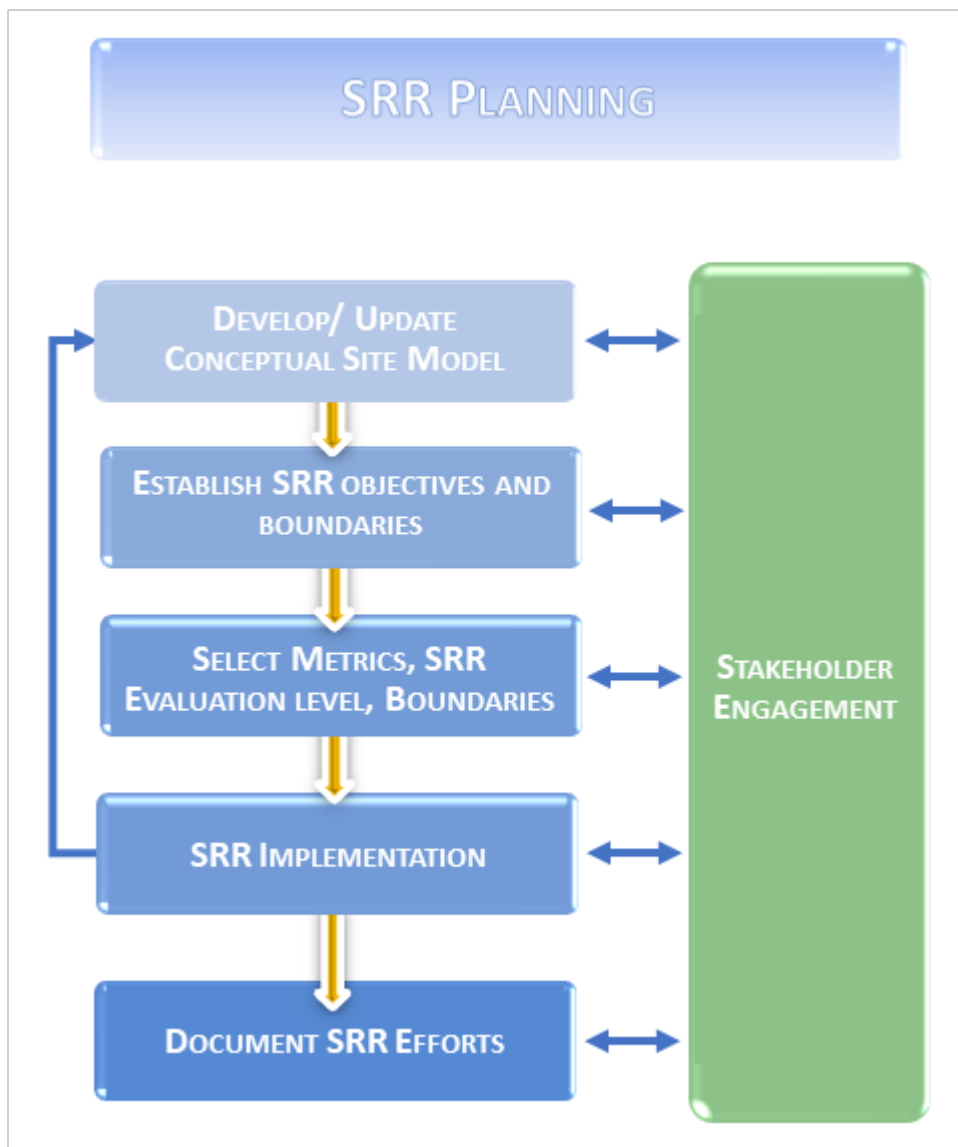 SRR PLANNING
DEVELOP/ UPDATE
CONCEPTUAL SITE MODEL
ESTABLISH SRR OBJECTIVES AND
BOUNDARIES
SELECT METRICS, SRR
EVALUATION LEVEL, BOUNDARIES
SRR IMPLEMENTATION
DOCUMENT SRR EFFORTS
STAKEHOLDER
ENGAGEMENT